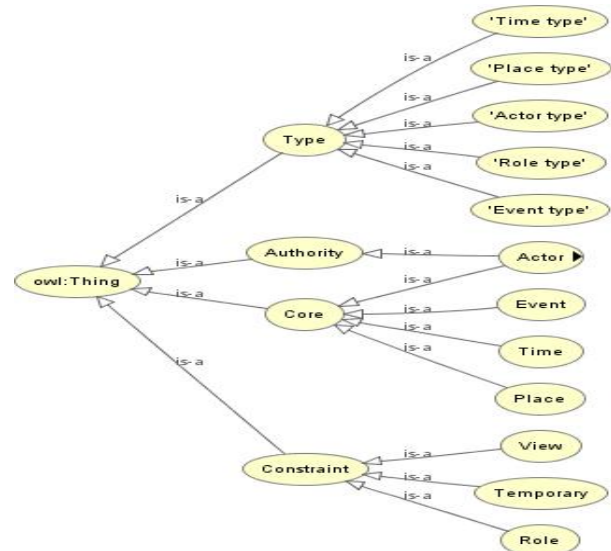 'Time type'
is-a
'Place type'
is-a
'Actor type'
is-a
Type
'Role type'
is-a
'Event type'
is-a
is-a
Authority
is-a
Actor
is-a
owl:Thing
is-a
Core
is-a
Event
is-a
Time
is-a
Place
is-a
is-a
View
is-a
Constraint
is-a
Temporary
is-a
Role